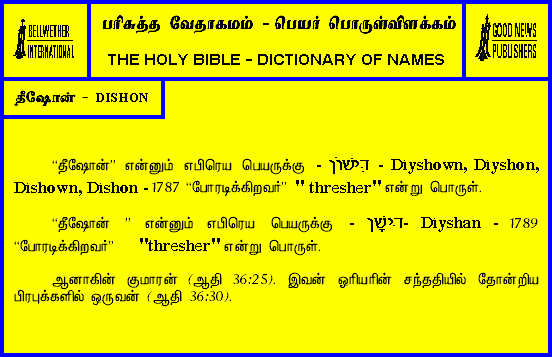 BELLWETHER
INTERNATIONAL
பரிசுத்த வேதாகமம் - பெயர் பொருள்விளக்கம்
THE HOLY BIBLE - DICTIONARY OF NAMES
GOOD NEWS
PUBLISHERS
தீஷோன் - DISHON
"தீஷோன்" என்னும் எபிரெய பெயருக்கு - דִּישׁוֹן - Diyshown, Diyshon,
Dishown, Dishon - 1787 "போரடிக்கிறவர்" "thresher" என்று பொருள்.
"தீஷோன் " என்னும் எபிரெய பெயருக்கு - דִּישָׁן - Diyshan - 1789
"போரடிக்கிறவர்" "thresher" என்று பொருள்.
ஆனாகின் குமாரன் (ஆதி 36:25). இவன் ஓரியரின் சந்ததியில் தோன்றிய
பிரபுக்களில் ஒருவன் (ஆதி 36:30).